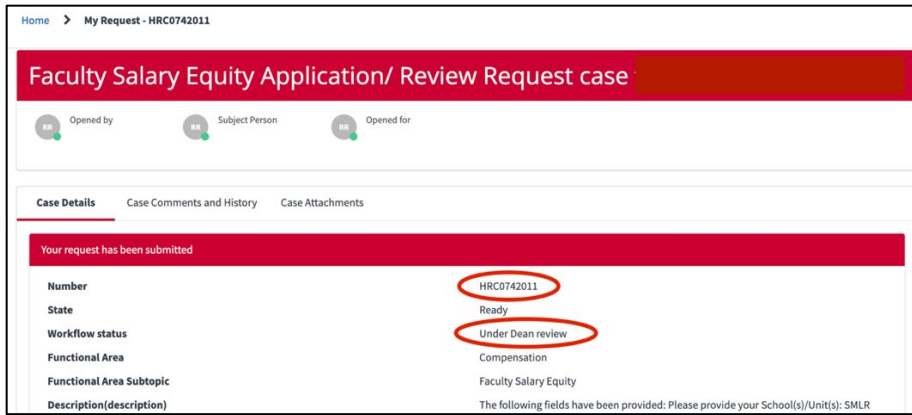 Home > My Request - HRC0742011
Faculty Salary Equity Application/ Review Request case
RR Opened by RR Subject Person RR Opened for
Case Details Case Comments and History Case Attachments
Your request has been submitted
Number HRC0742011
State Ready
Workflow status Under Dean review
Functional Area Compensation
Functional Area Subtopic Faculty Salary Equity
Description(description) The following fields have been provided: Please provide your School(s)/Unit(s): SMLR